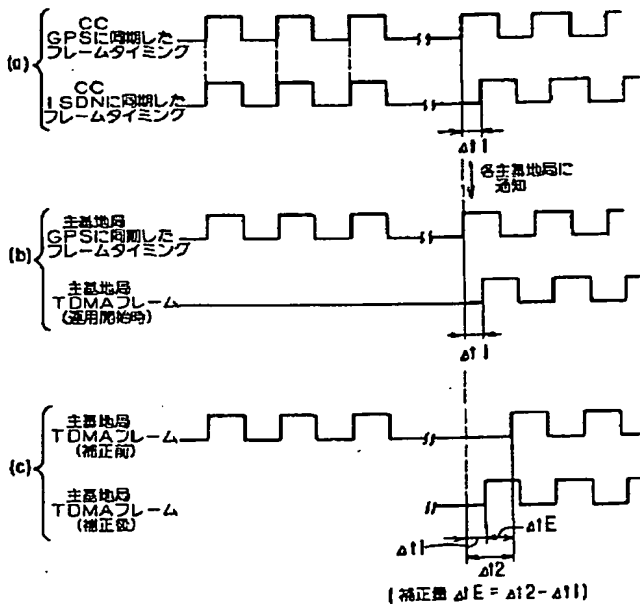 (a)
CC
GPSに同期した
フレームタイミング
CC
ISDNに同期した
フレームタイミング
Δt1
各主基地局に
通知
(b)
主基地局
GPSに同期した
フレームタイミング
主基地局
TDMAフレーム
(運用開始時)
Δt1
(c)
主基地局
TDMAフレーム
(補正前)
主基地局
TDMAフレーム
(補正後)
Δt1
ΔtE
Δt2
(補正量 ΔtE = Δt2 - Δt1)